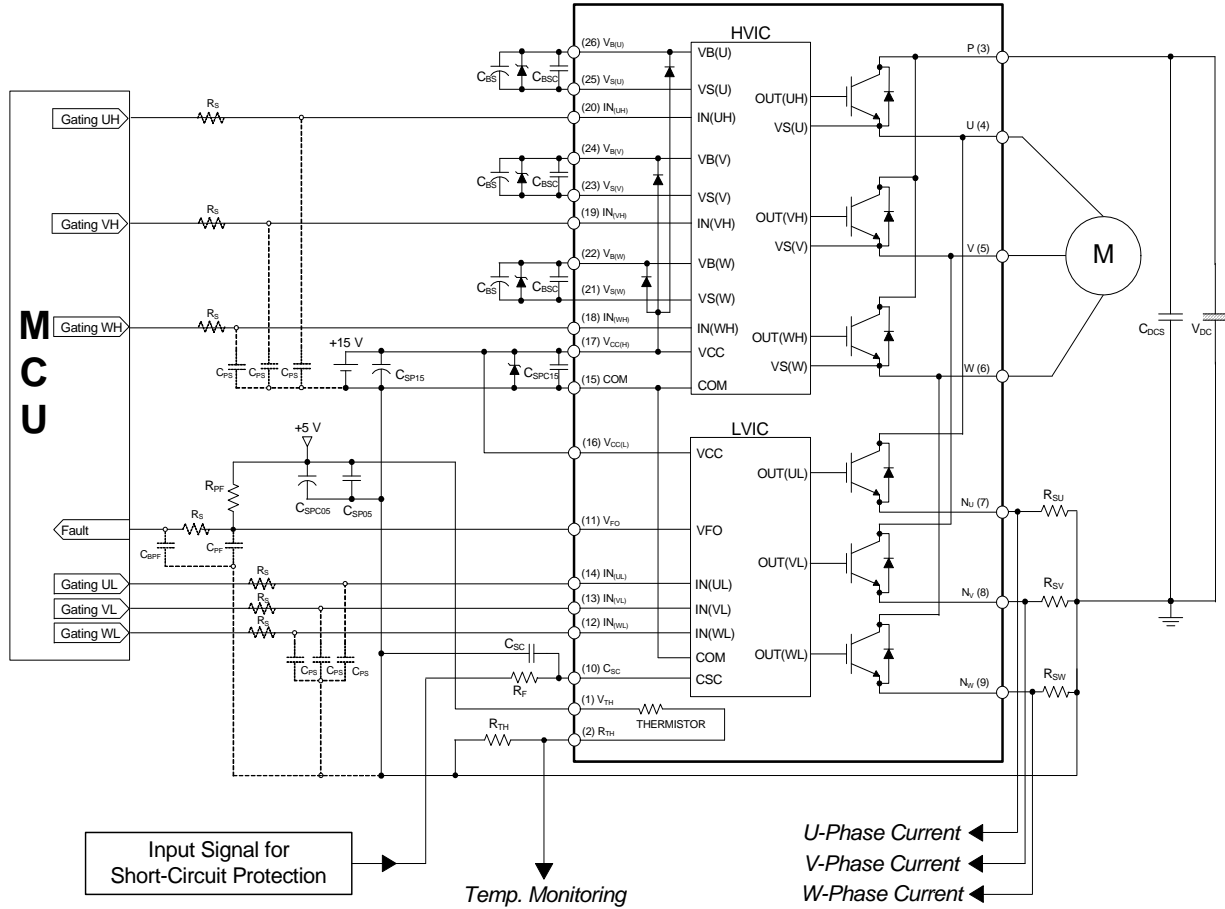 HVIC
(26) VB(U)
VB(U)
P (3)
CBS
CBSC
(25) VS(U)
VS(U)
OUT(UH)
Gating UH
RS
(20) IN(UH)
IN(UH)
VS(U)
U (4)
(24) VB(V)
VB(V)
CBS
CBSC
(23) VS(V)
VS(V)
OUT(VH)
Gating VH
RS
(19) IN(VH)
IN(VH)
VS(V)
V (5)
M
(22) VB(W)
VB(W)
CBS
CBSC
(21) VS(W)
VS(W)
MCU
Gating WH
RS
(18) IN(WH)
IN(WH)
OUT(WH)
CDCS
VDC
+15 V
(17) VCC(H)
VCC
CPS
CPS
CPS
CSP15
CSPC15
VS(W)
W (6)
(15) COM
COM
LVIC
+5 V
(16) VCC(L)
VCC
OUT(UL)
RPF
CSPC05
CSP05
NU (7)
RSU
Fault
RS
(11) VFO
VFO
CBPF
CPF
OUT(VL)
Gating UL
RS
(14) IN(UL)
IN(UL)
RSV
Gating VL
RS
(13) IN(VL)
IN(VL)
NV (8)
Gating WL
RS
(12) IN(WL)
IN(WL)
CSC
COM
OUT(WL)
CPS
CPS
CPS
(10) CSC
CSC
RSW
RF
NW (9)
(1) VTH
THERMISTOR
RTH
(2) RTH
U-Phase Current
Input Signal for
Short-Circuit Protection
V-Phase Current
Temp. Monitoring
W-Phase Current